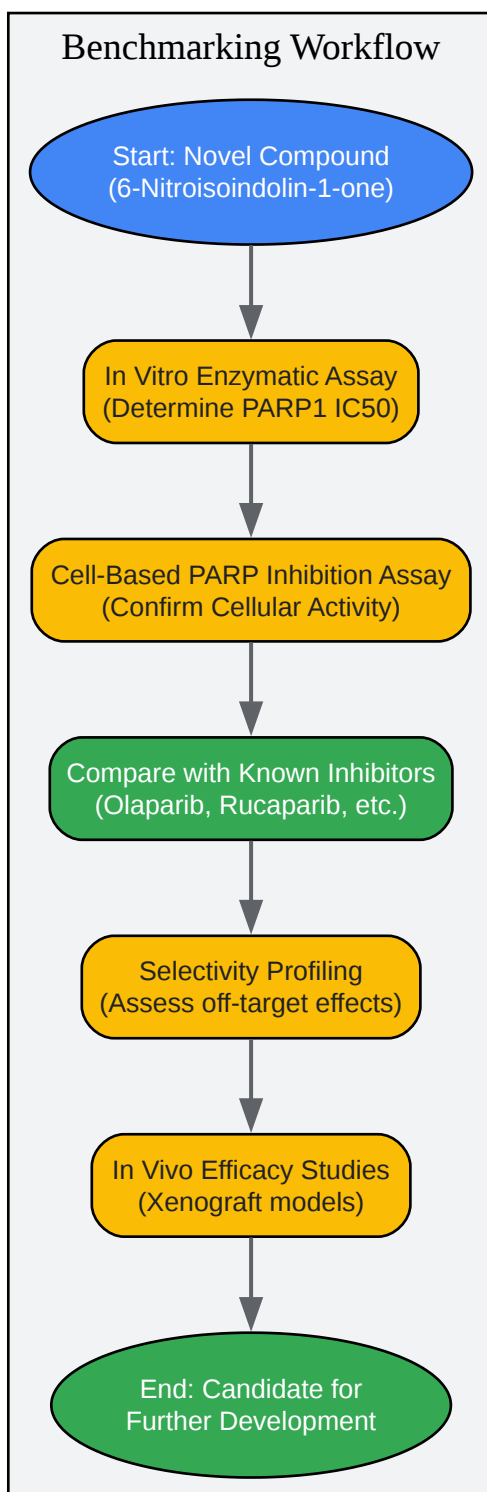 Benchmarking Workflow
Start: Novel Compound
(6-Nitroisoindolin-1-one)
In Vitro Enzymatic Assay
(Determine PARP1 IC50)
Cell-Based PARP Inhibition Assay
(Confirm Cellular Activity)
Compare with Known Inhibitors
(Olaparib, Rucaparib, etc.)
Selectivity Profiling
(Assess off-target effects)
In Vivo Efficacy Studies
(Xenograft models)
End: Candidate for
Further Development